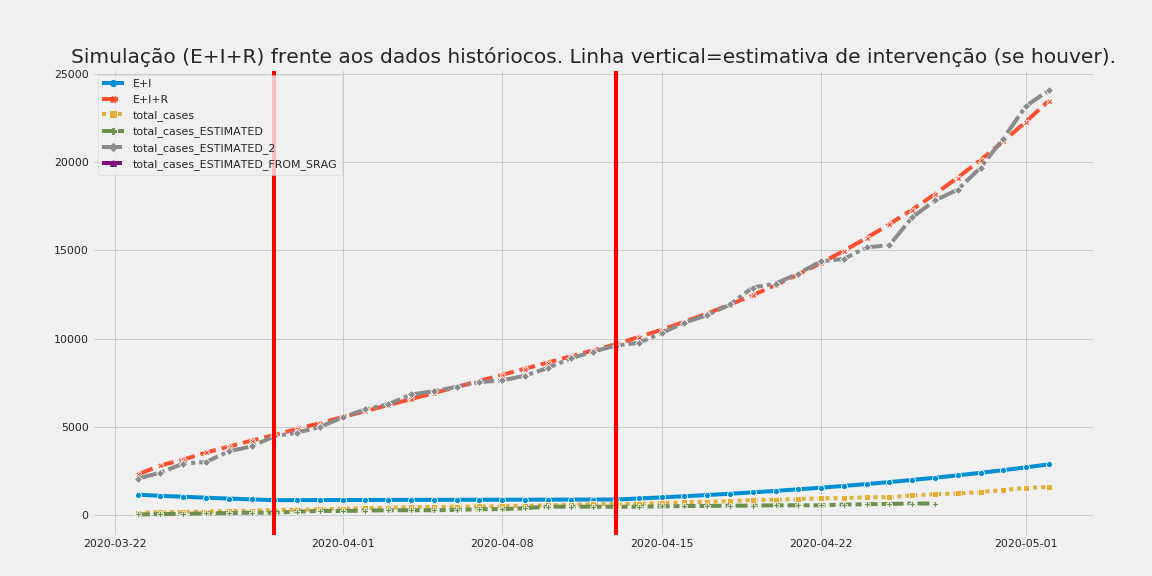 Simulação (E+I+R) frente aos dados históriocos. Linha vertical=estimativa de intervenção (se houver).
25000
20000
15000
10000
5000
0
E+I
E+I+R
total_cases
total_cases_ESTIMATED
total_cases_ESTIMATED_2
total_cases_ESTIMATED_FROM_SRAG
2020-03-22
2020-04-01
2020-04-08
2020-04-15
2020-04-22
2020-05-01